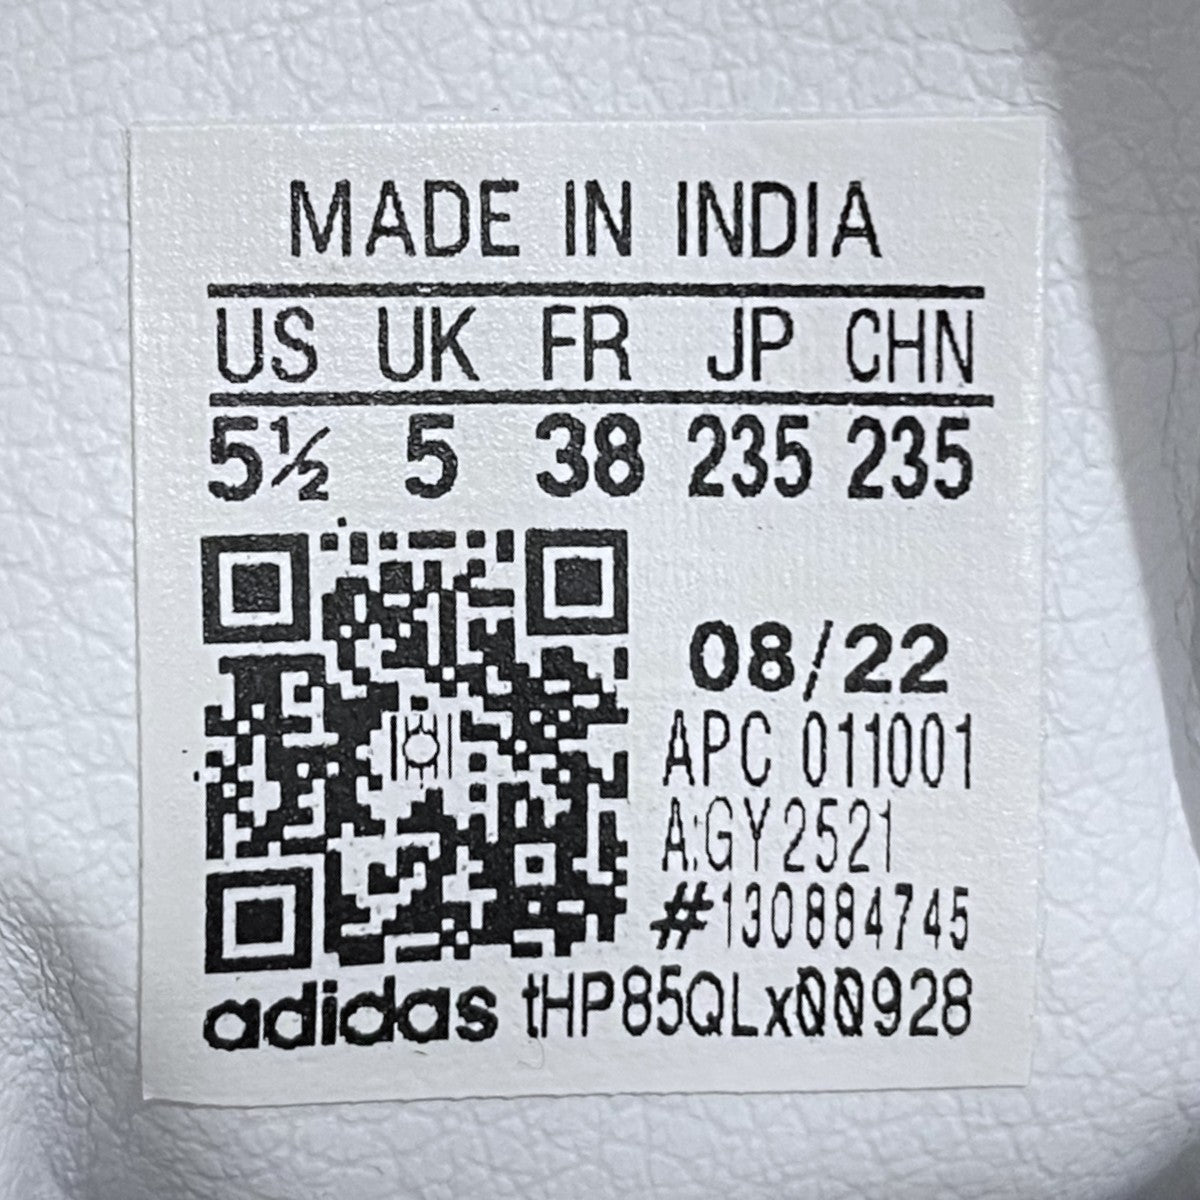 MADE IN INDIA
US UK FR JP CHN
5½ 5 38 235 235
08/22
APC 011001
A:GY2521
#130884745
adidas tHP85QLx00928